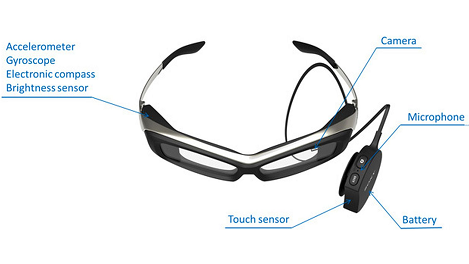 Accelerometer
Gyroscope
Electronic compass
Brightness sensor
Camera
Microphone
Touch sensor
Battery